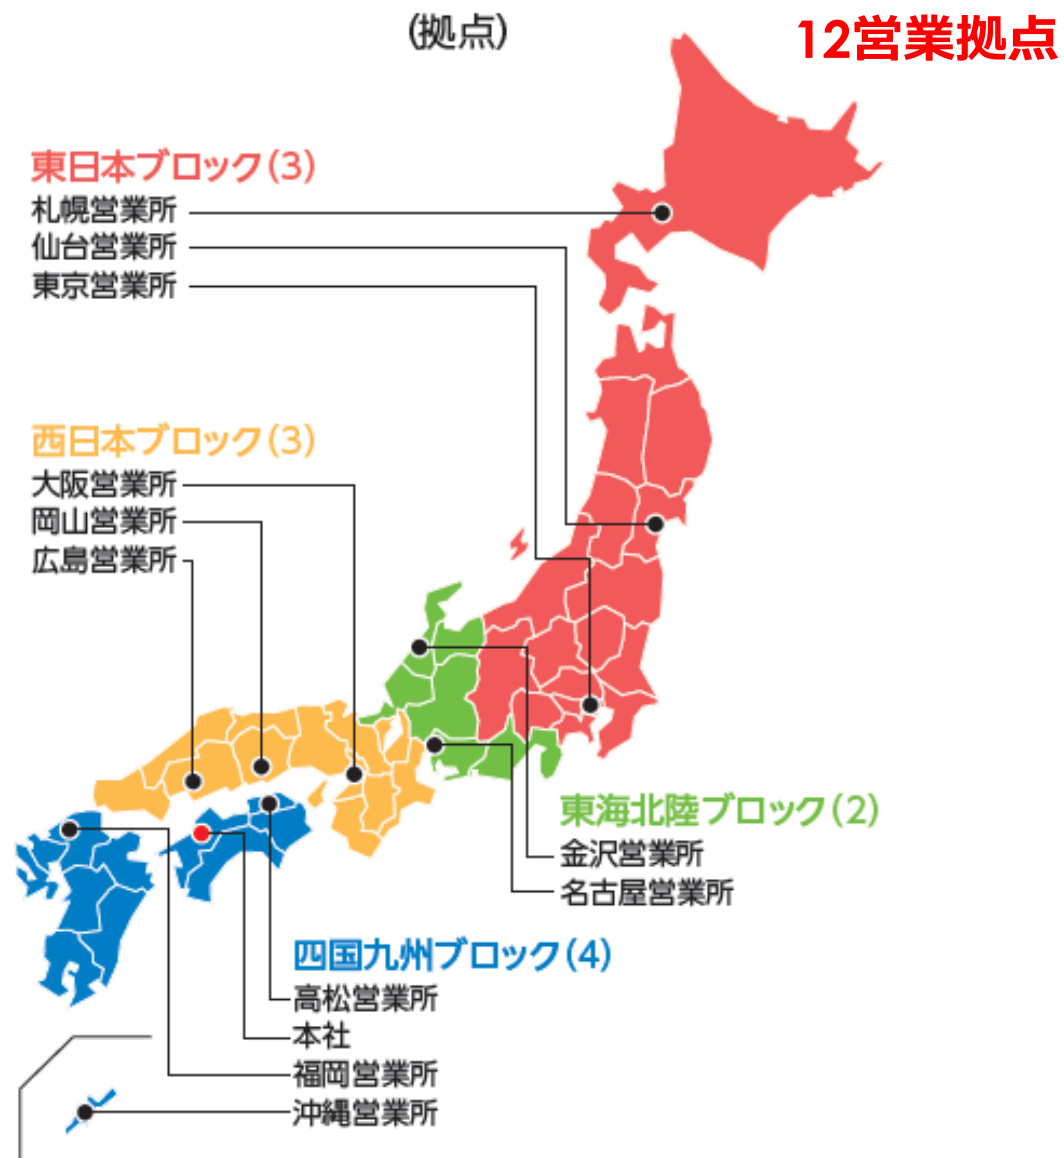 (拠点)
12営業拠点
東日本ブロック(3)
札幌営業所
仙台営業所
東京営業所
西日本ブロック(3)
大阪営業所
岡山営業所
広島営業所
東海北陸ブロック(2)
金沢営業所
名古屋営業所
四国九州ブロック(4)
高松営業所
本社
福岡営業所
沖縄営業所